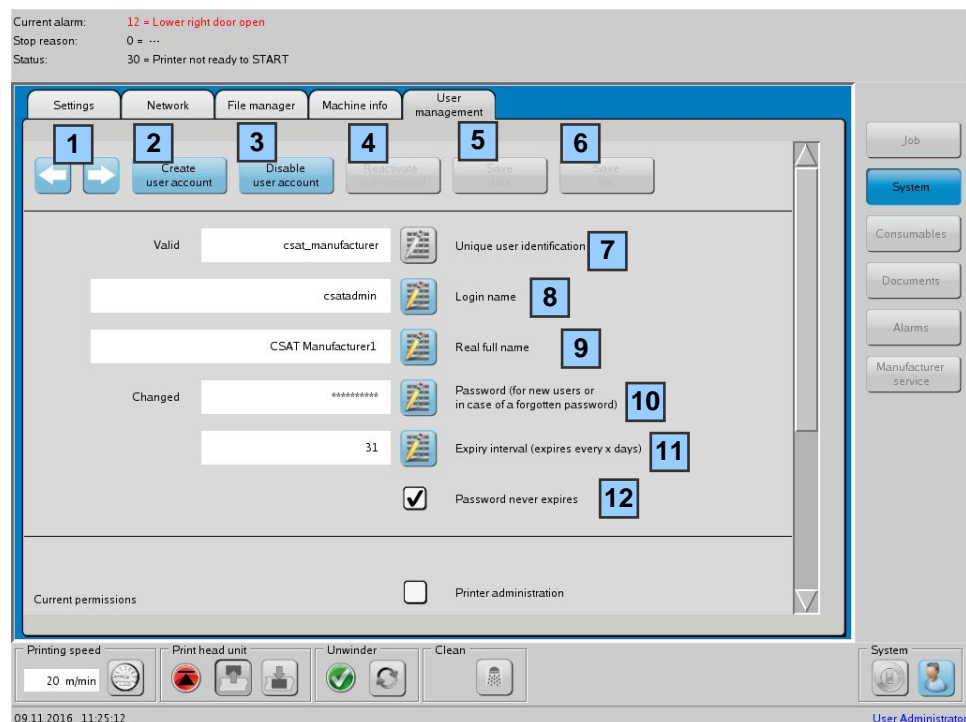 Current alarm: 12 = Lower right door open
Stop reason: 0 = ---
Status: 30 = Printer not ready to START
Settings Network File manager Machine info User management
1 2 3 4 5 6
Create user account Disable user account Reactivate user account Save Save
Valid csat_manufacturer Unique user identification 7
csatadmin Login name 8
CSAT Manufacturer1 Real full name 9
Changed ********** Password (for new users or
in case of a forgotten password) 10
31 Expiry interval (expires every x days) 11
Password never expires 12
Current permissions Printer administration
Job
System
Consumables
Documents
Alarms
Manufacturer
service
Printing speed Print head unit Unwinder Clean System
20 m/min
09.11.2016 11:25:12 User Administrator